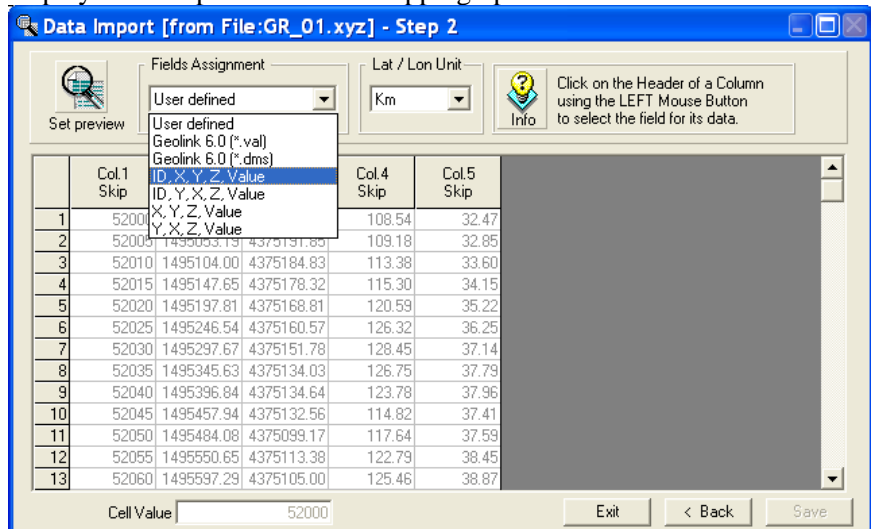 Data Import [from File:GR_01.xyz] - Step 2
Fields Assignment
Lat / Lon Unit
User defined
Km
Set preview
Info
Click on the Header of a Column
using the LEFT Mouse Button
to select the field for its data.
User defined
Geolink 6.0 (*.val)
Geolink 6.0 (*.dms)
ID, X, Y, Z, Value
ID, Y, X, Z, Value
X, Y, Z, Value
Y, X, Z, Value
Col.1 Col.4 Col.5
Skip Skip Skip
1 108.54 32.47
2 52005 1495053.19 4375191.85 109.18 32.85
3 52010 1495104.00 4375184.83 113.38 33.60
4 52015 1495147.65 4375178.32 115.30 34.15
5 52020 1495197.81 4375168.81 120.59 35.22
6 52025 1495246.54 4375160.57 126.32 36.25
7 52030 1495297.67 4375151.78 128.45 37.14
8 52035 1495345.63 4375134.03 126.75 37.79
9 52040 1495396.84 4375134.64 123.78 37.96
10 52045 1495457.94 4375132.56 114.82 37.41
11 52050 1495484.08 4375099.17 117.64 37.59
12 52055 1495550.65 4375113.38 122.79 38.45
13 52060 1495597.29 4375105.00 125.46 38.87
Cell Value 52000
Exit < Back Save